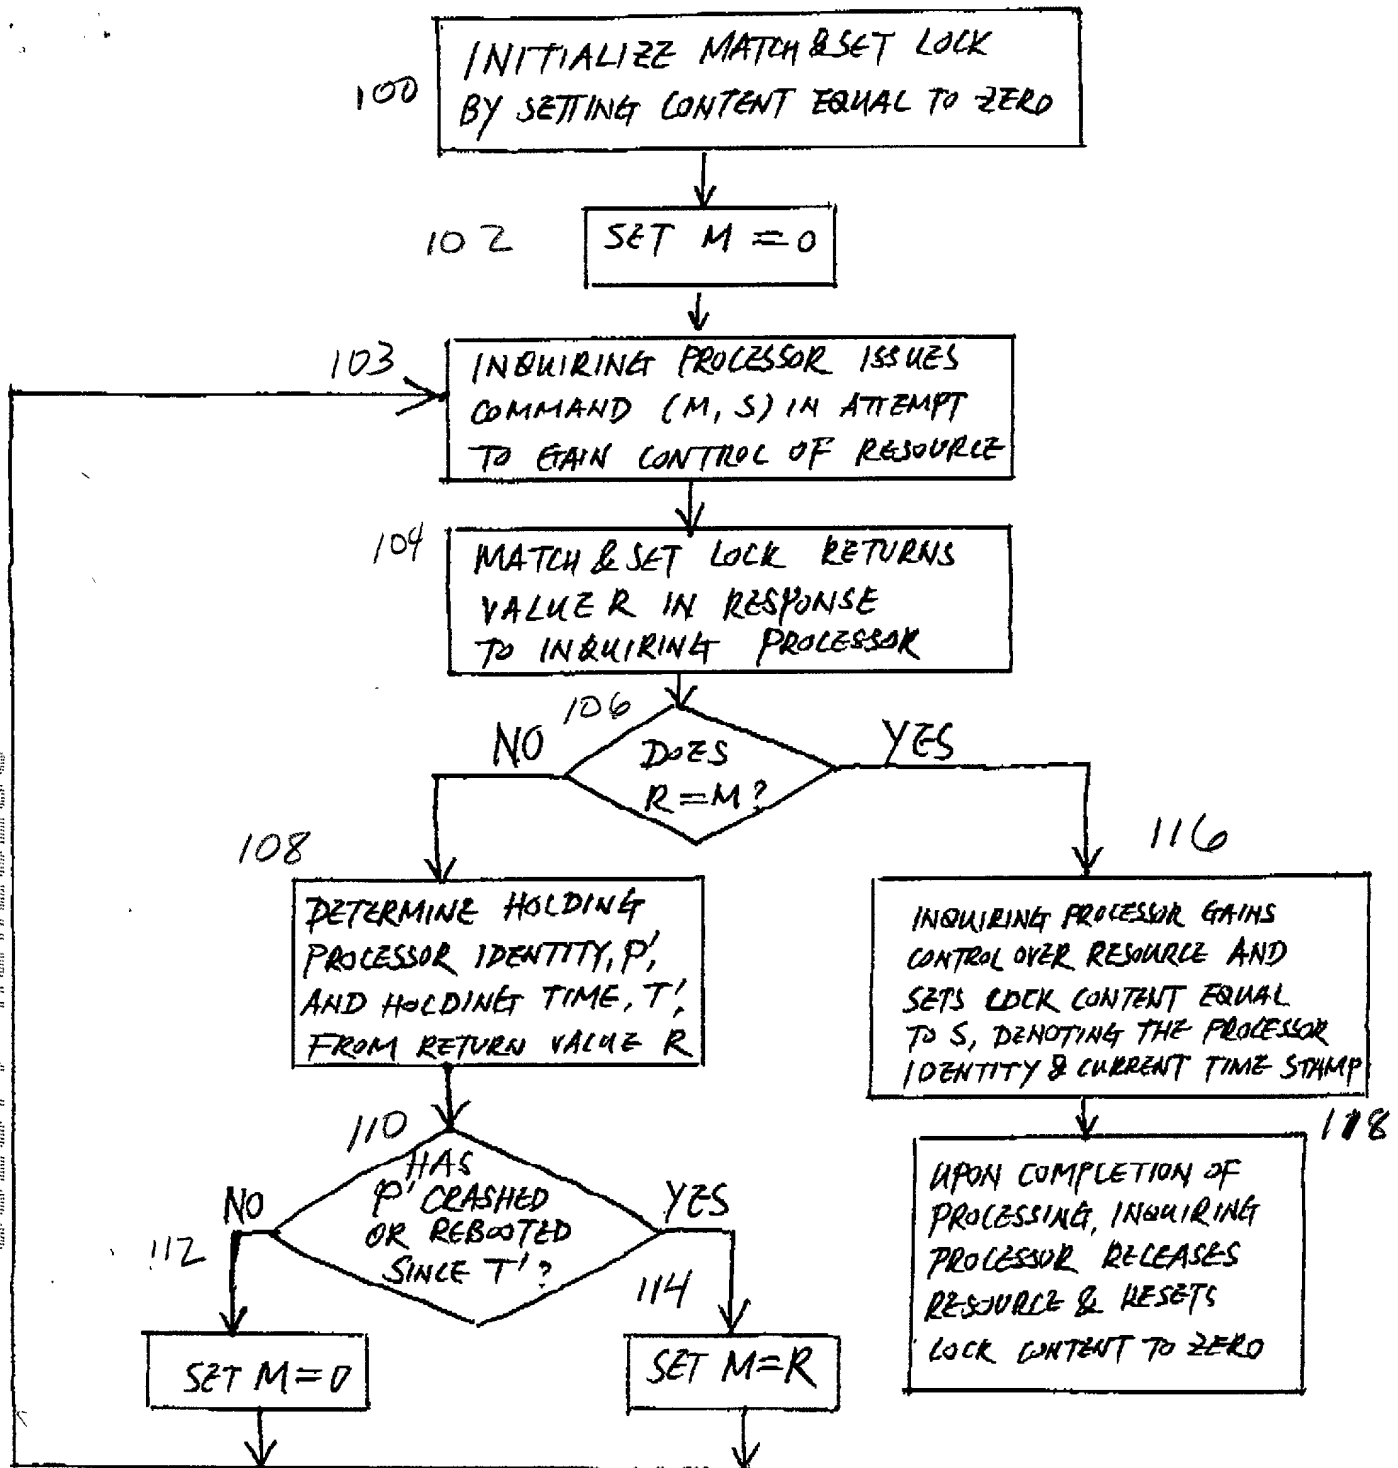 100
INITIALIZE MATCH & SET LOCK
BY SETTING CONTENT EQUAL TO ZERO
102
SET M = 0
103
INQUIRING PROCESSOR ISSUES
COMMAND (M, S) IN ATTEMPT
TO GAIN CONTROL OF RESOURCE
104
MATCH & SET LOCK RETURNS
VALUE R IN RESPONSE
TO INQUIRING PROCESSOR
106
NO
YES
DOES
R = M?
108
DETERMINE HOLDING
PROCESSOR IDENTITY, P',
AND HOLDING TIME, T',
FROM RETURN VALUE R
116
INQUIRING PROCESSOR GAINS
CONTROL OVER RESOURCE AND
SETS LOCK CONTENT EQUAL
TO S, DENOTING THE PROCESSOR
IDENTITY & CURRENT TIME STAMP
110
HAS
P' CRASHED
OR REBOOTED
SINCE T'?
NO
YES
112
SET M = 0
114
SET M = R
118
UPON COMPLETION OF
PROCESSING, INQUIRING
PROCESSOR RELEASES
RESOURCE & RESETS
LOCK CONTENT TO ZERO